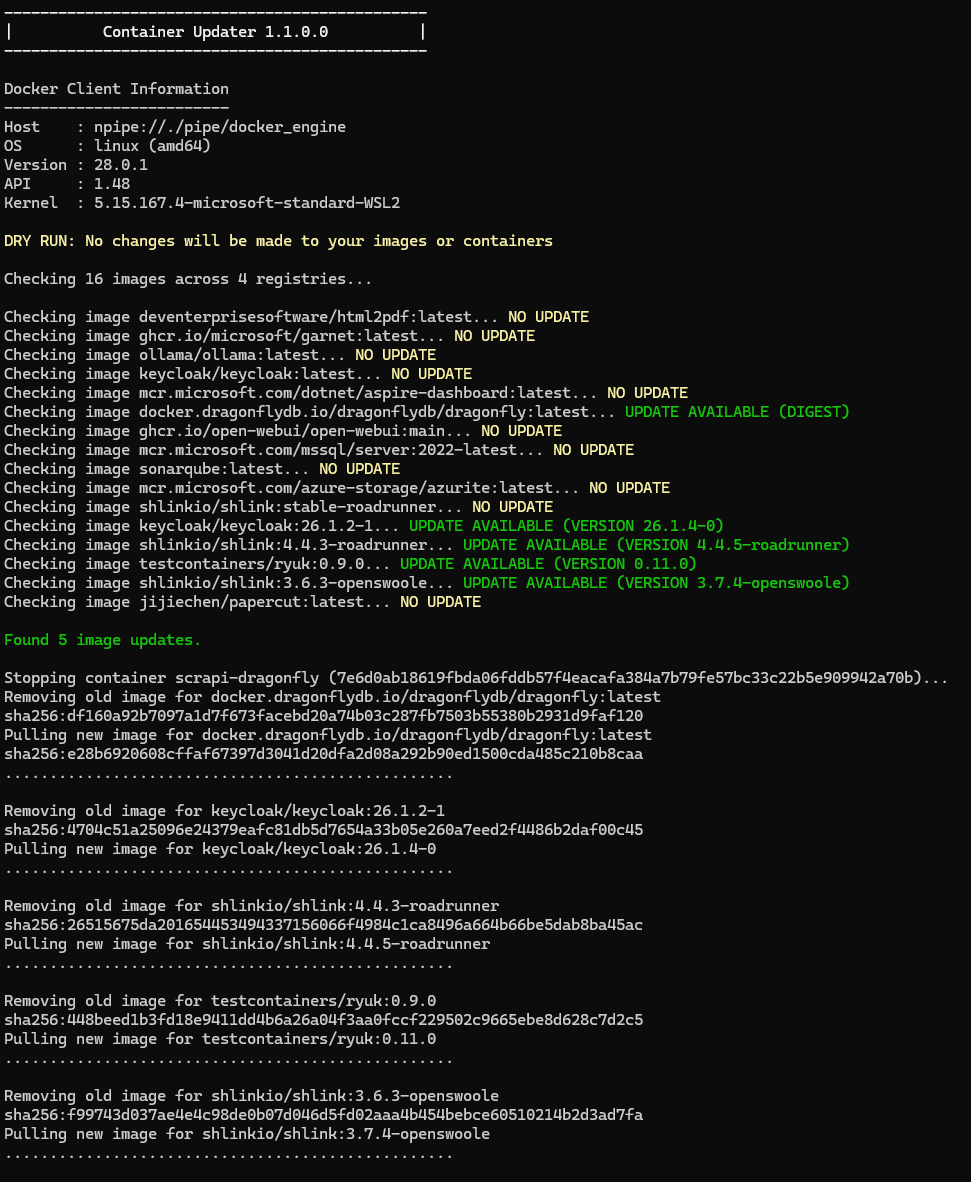 -----------------------------------------------
|          Container Updater 1.1.0.0          |
-----------------------------------------------
Docker Client Information
-------------------------
Host    : npipe://./pipe/docker_engine
OS      : linux (amd64)
Version : 28.0.1
API     : 1.48
Kernel  : 5.15.167.4-microsoft-standard-WSL2
DRY RUN: No changes will be made to your images or containers
Checking 16 images across 4 registries...
Checking image deventerprisesoftware/html2pdf:latest... NO UPDATE
Checking image ghcr.io/microsoft/garnet:latest... NO UPDATE
Checking image ollama/ollama:latest... NO UPDATE
Checking image keycloak/keycloak:latest... NO UPDATE
Checking image mcr.microsoft.com/dotnet/aspire-dashboard:latest... NO UPDATE
Checking image docker.dragonflydb.io/dragonflydb/dragonfly:latest... UPDATE AVAILABLE (DIGEST)
Checking image ghcr.io/open-webui/open-webui:main... NO UPDATE
Checking image mcr.microsoft.com/mssql/server:2022-latest... NO UPDATE
Checking image sonarqube:latest... NO UPDATE
Checking image mcr.microsoft.com/azure-storage/azurite:latest... NO UPDATE
Checking image shlinkio/shlink:stable-roadrunner... NO UPDATE
Checking image keycloak/keycloak:26.1.2-1... UPDATE AVAILABLE (VERSION 26.1.4-0)
Checking image shlinkio/shlink:4.4.3-roadrunner... UPDATE AVAILABLE (VERSION 4.4.5-roadrunner)
Checking image testcontainers/ryuk:0.9.0... UPDATE AVAILABLE (VERSION 0.11.0)
Checking image shlinkio/shlink:3.6.3-openswoole... UPDATE AVAILABLE (VERSION 3.7.4-openswoole)
Checking image jijiechen/papercut:latest... NO UPDATE
Found 5 image updates.
Stopping container scrapi-dragonfly (7e6d0ab18619fbda06fddb57f4eacafa384a7b79fe57bc33c22b5e909942a70b)...
Removing old image for docker.dragonflydb.io/dragonflydb/dragonfly:latest
sha256:df160a92b7097a1d7f673facebd20a74b03c287fb7503b55380b2931d9faf120
Pulling new image for docker.dragonflydb.io/dragonflydb/dragonfly:latest
sha256:e28b6920608cffaf67397d3041d20dfa2d08a292b90ed1500cda485c210b8caa
..................................................
Removing old image for keycloak/keycloak:26.1.2-1
sha256:4704c51a25096e24379eafc81db5d7654a33b05e260a7eed2f4486b2daf00c45
Pulling new image for keycloak/keycloak:26.1.4-0
..................................................
Removing old image for shlinkio/shlink:4.4.3-roadrunner
sha256:26515675da201654453494337156066f4984c1ca8496a664b66be5dab8ba45ac
Pulling new image for shlinkio/shlink:4.4.5-roadrunner
..................................................
Removing old image for testcontainers/ryuk:0.9.0
sha256:448beed1b3fd18e9411dd4b6a26a04f3aa0fccf229502c9665ebe8d628c7d2c5
Pulling new image for testcontainers/ryuk:0.11.0
..................................................
Removing old image for shlinkio/shlink:3.6.3-openswoole
sha256:f99743d037ae4e4c98de0b07d046d5fd02aaa4b454bebce60510214b2d3ad7fa
Pulling new image for shlinkio/shlink:3.7.4-openswoole
..................................................